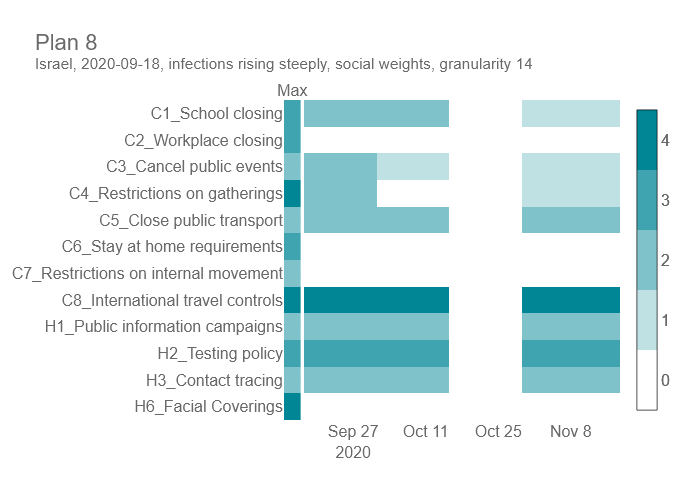 Plan 8
Israel, 2020-09-18, infections rising steeply, social weights, granularity 14
Max
C1_School closing
C2_Workplace closing
C3_Cancel public events
C4_Restrictions on gatherings
C5_Close public transport
C6_Stay at home requirements
C7_Restrictions on internal movement
C8_International travel controls
H1_Public information campaigns
H2_Testing policy
H3_Contact tracing
H6_Facial Coverings
4
3
2
1
0
Sep 27 Oct 11 Oct 25 Nov 8
2020